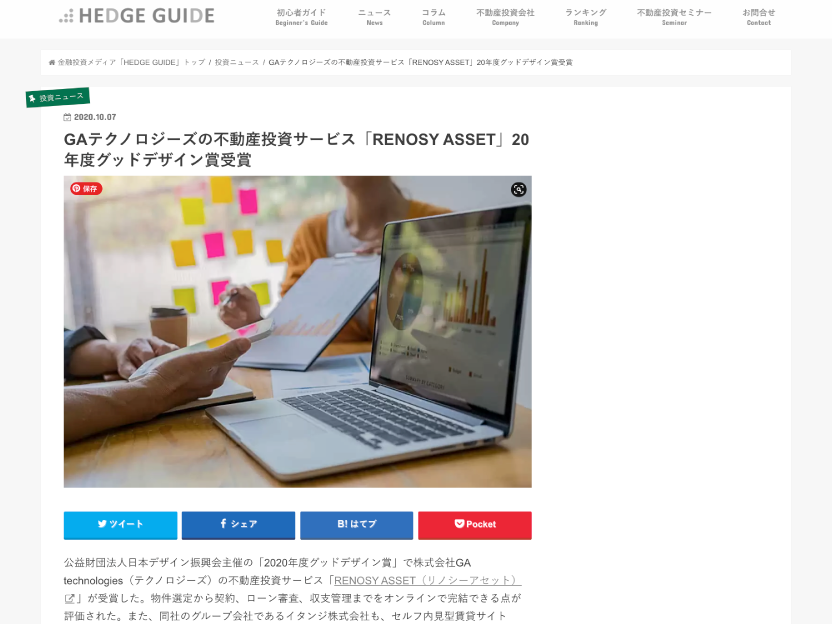 HEDGE GUIDE
初心者ガイド ニュース コラム 不動産投資会社 ランキング 不動産投資セミナー お問合せ
Beginner's Guide News Column Company Ranking Seminar Contact
金融投資メディア「HEDGE GUIDE」トップ / 投資ニュース / GAテクノロジーズの不動産投資サービス「RENOSY ASSET」20年度グッドデザイン賞受賞
投資ニュース
2020.10.07
GAテクノロジーズの不動産投資サービス「RENOSY ASSET」20
年度グッドデザイン賞受賞
保存
ツイート シェア B! はてブ Pocket
公益財団法人日本デザイン振興会主催の「2020年度グッドデザイン賞」で株式会社GA
technologies（テクノロジーズ）の不動産投資サービス「RENOSY ASSET（リノシーアセット）
」が受賞した。物件選定から契約、ローン審査、収支管理までをオンラインで完結できる点が
評価された。また、同社のグループ会社であるイタンジ株式会社も、セルフ内見型賃貸サイト